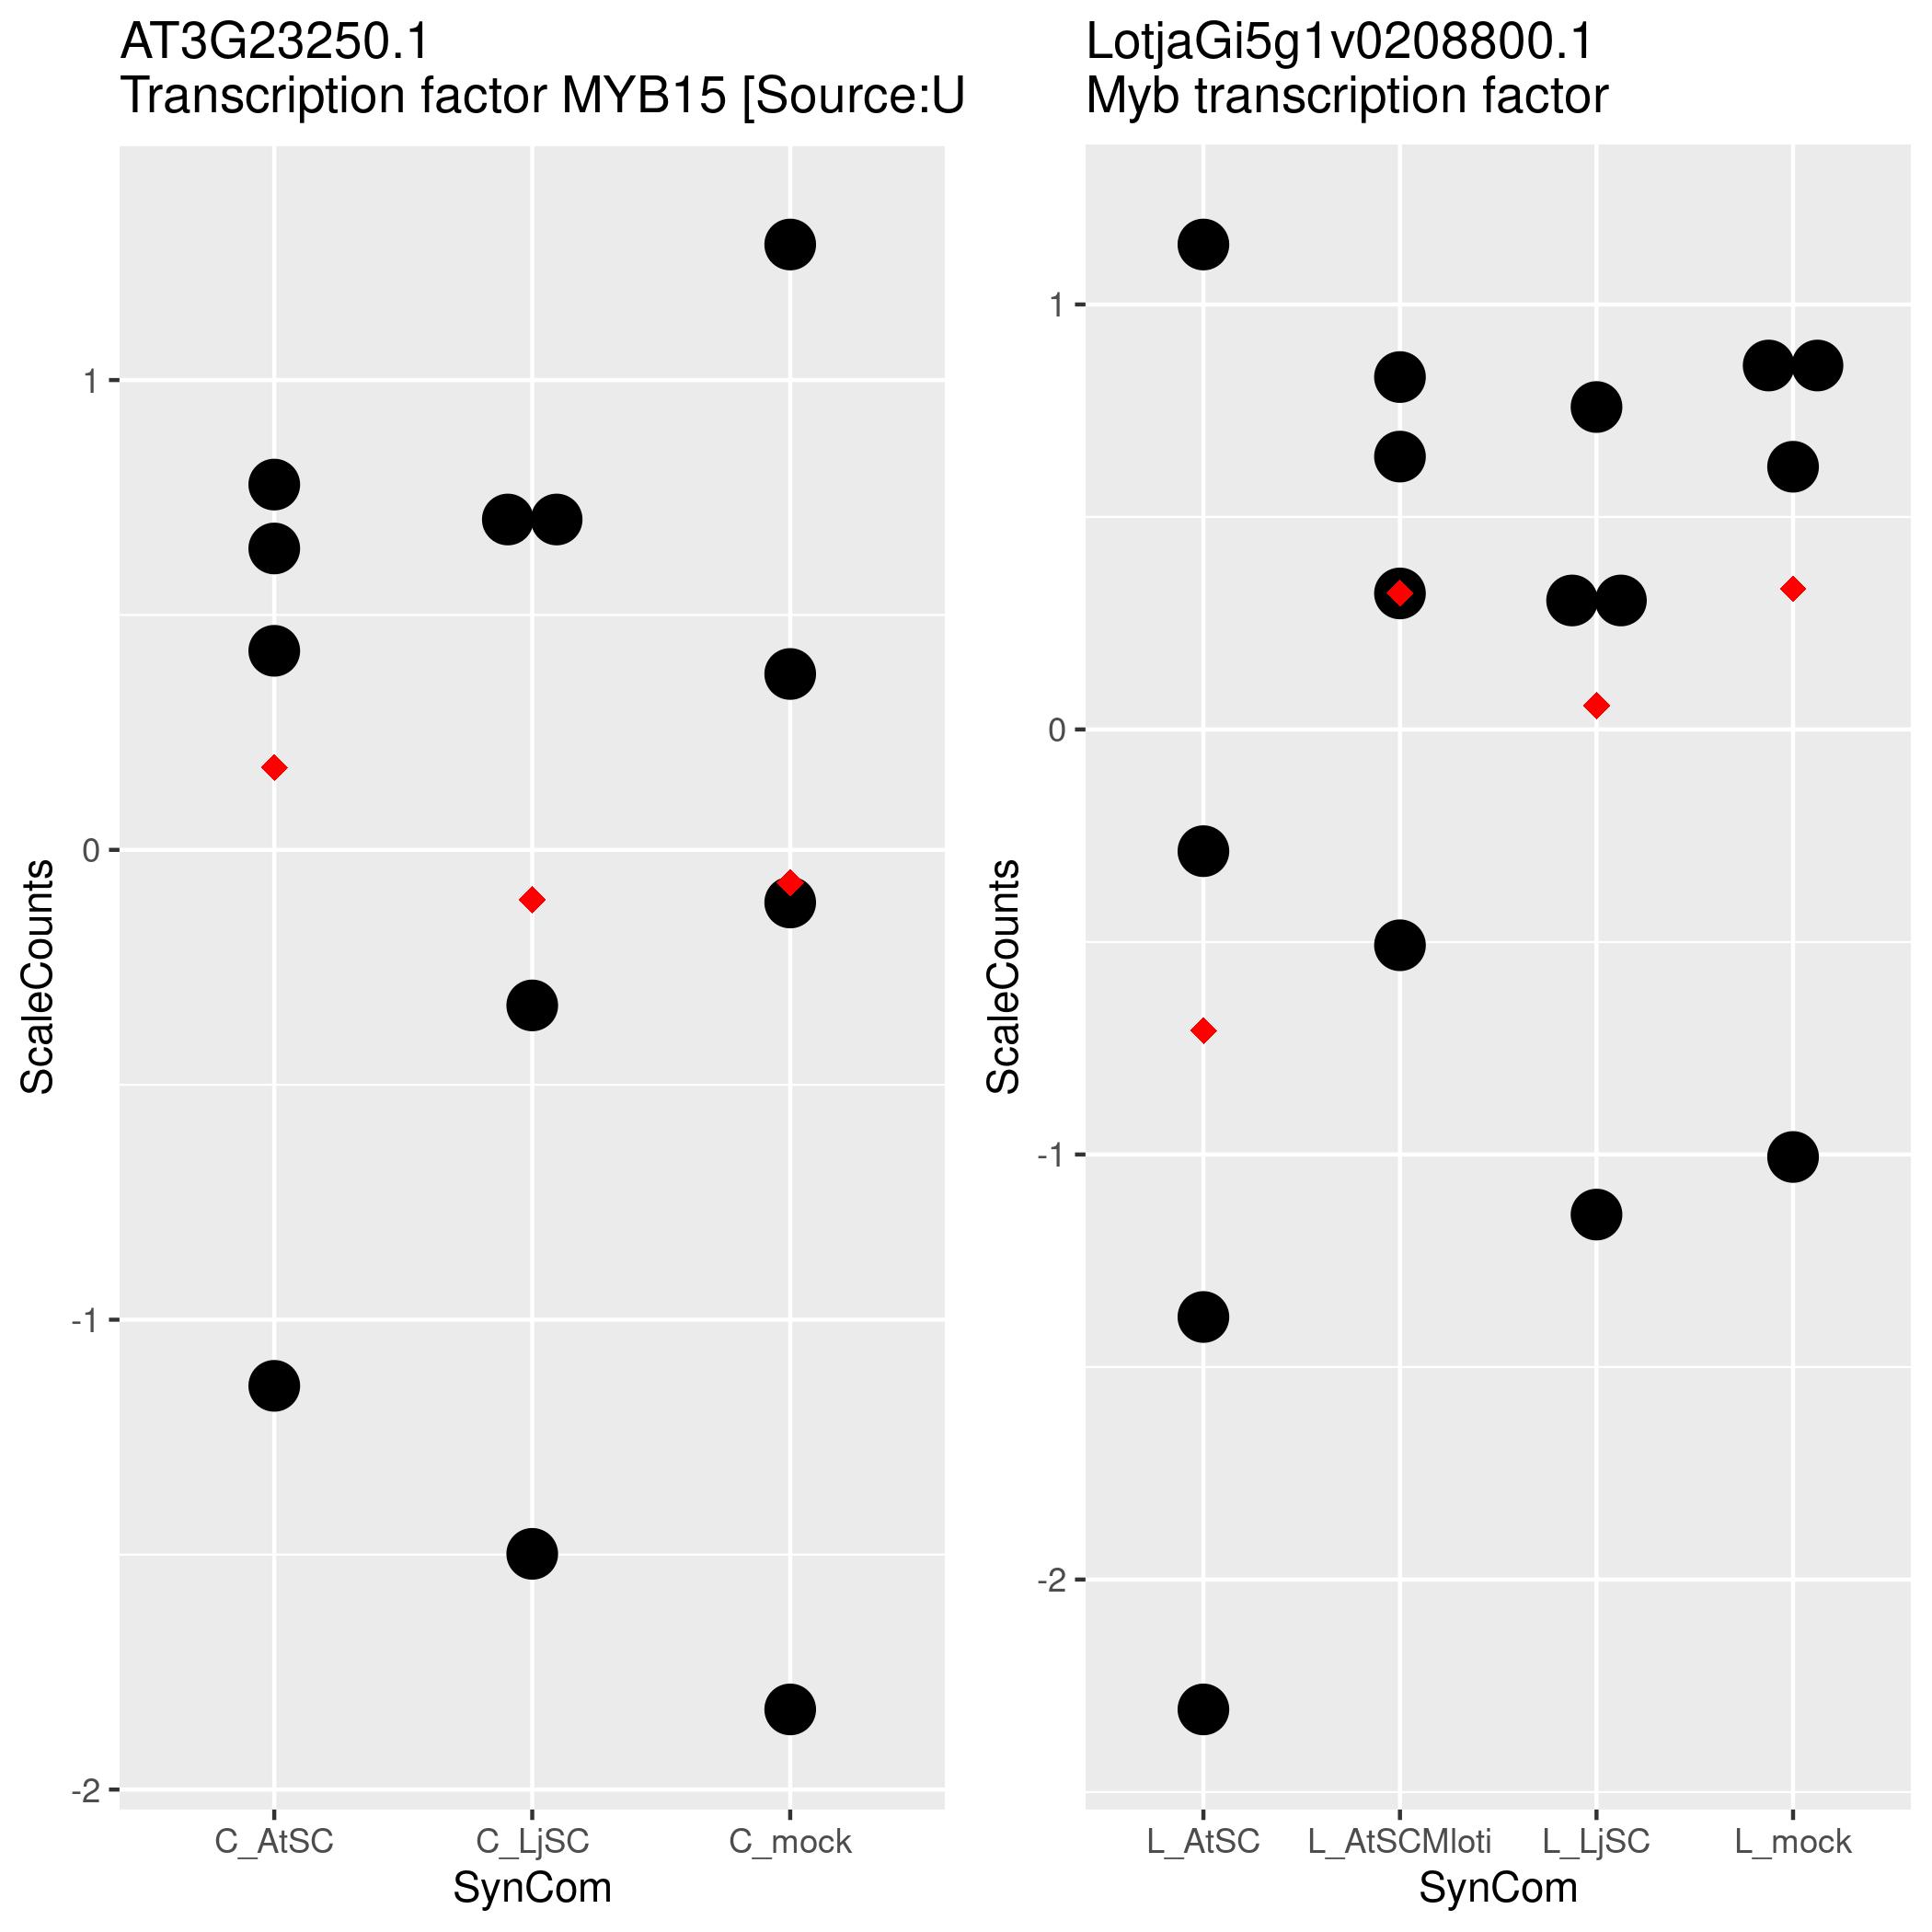 AT3G23250.1
Transcription factor MYB15 [Source:U
ScaleCounts
1
0
-1
-2
C_AtSC C_LjSC C_mock
SynCom
LotjaGi5g1v0208800.1
Myb transcription factor
ScaleCounts
1
0
-1
-2
L_AtSC L_AtSCMloti L_LjSC L_mock
SynCom